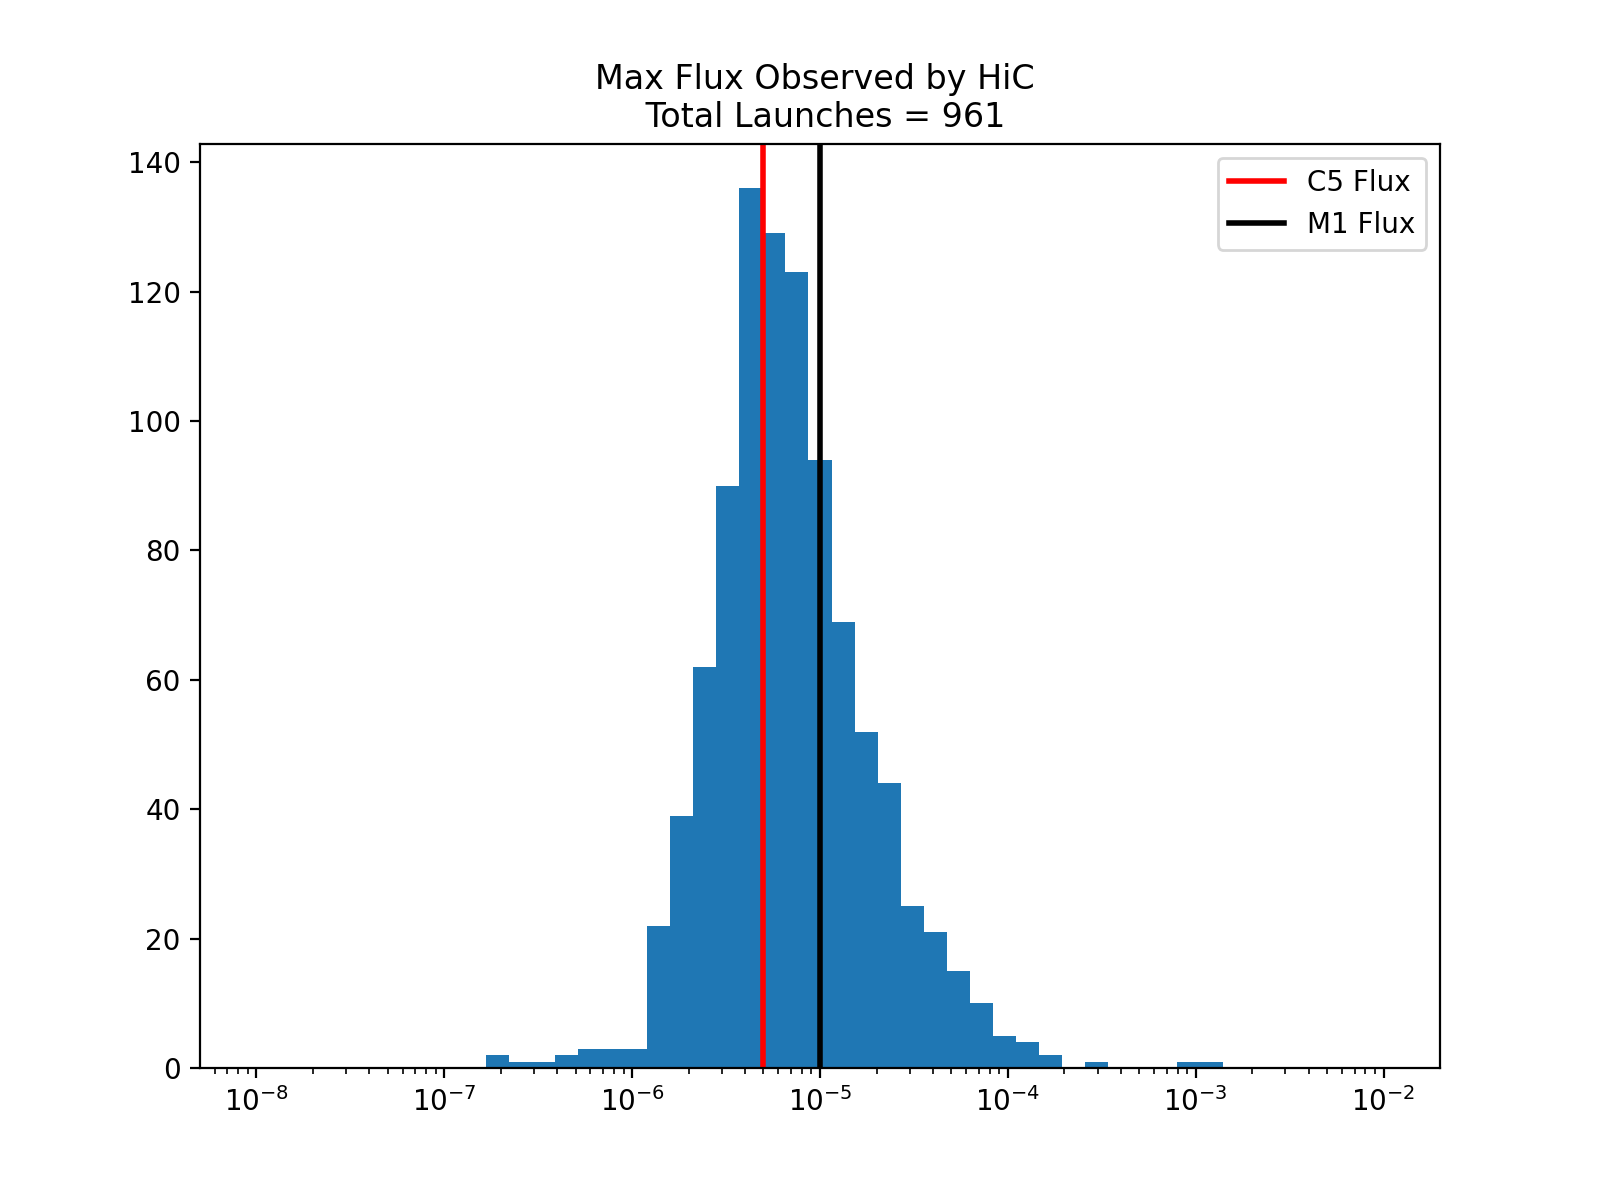 Max Flux Observed by HiC
Total Launches = 961
C5 Flux
M1 Flux
140
120
100
80
60
40
20
0
10⁻⁸ 10⁻⁷ 10⁻⁶ 10⁻⁵ 10⁻⁴ 10⁻³ 10⁻²